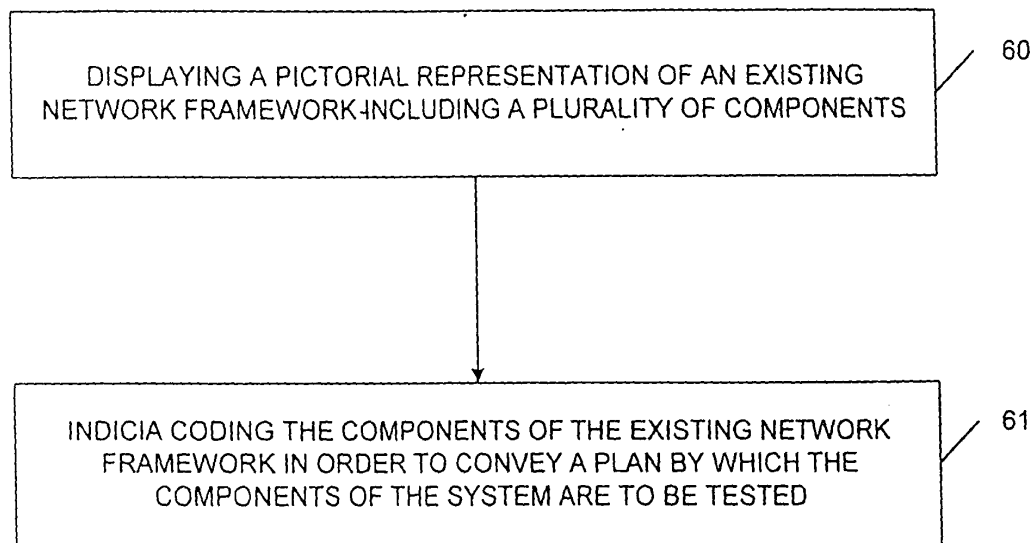 DISPLAYING A PICTORIAL REPRESENTATION OF AN EXISTING
NETWORK FRAMEWORK INCLUDING A PLURALITY OF COMPONENTS
60
INDICIA CODING THE COMPONENTS OF THE EXISTING NETWORK
FRAMEWORK IN ORDER TO CONVEY A PLAN BY WHICH THE
COMPONENTS OF THE SYSTEM ARE TO BE TESTED
61